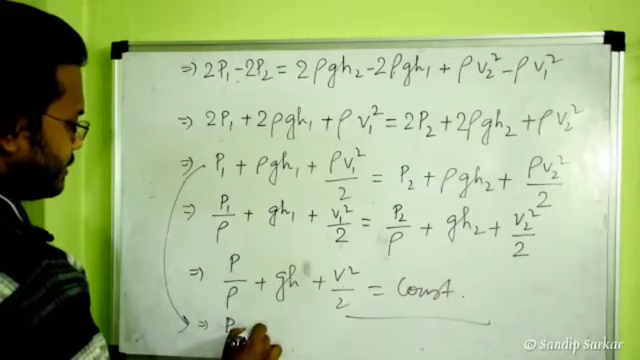 ⇒ 2P₁ - 2P₂ = 2ρgh₂ - 2ρgh₁ + ρv₂² - ρv₁²
⇒ 2P₁ + 2ρgh₁ + ρv₁² = 2P₂ + 2ρgh₂ + ρv₂²
⇒ P₁ + ρgh₁ + ρv₁²/2 = P₂ + ρgh₂ + ρv₂²/2
⇒ P₁/ρ + gh₁ + v₁²/2 = P₂/ρ + gh₂ + v₂²/2
⇒ P/ρ + gh + v²/2 = Const.
⇒ P
© Sandip Sarkar